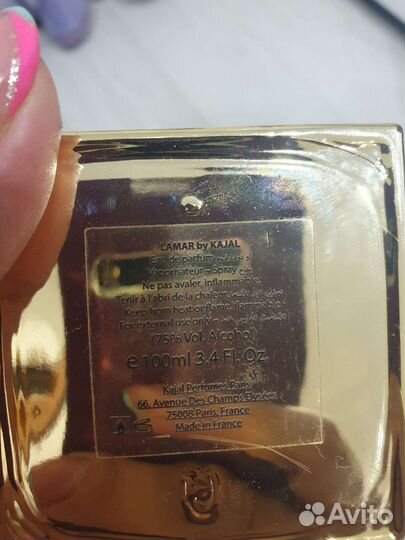 LAMAR by KAJAL
Eau de parfum
Vaporisateur – Spray
Ne pas avaler, inflammable.
Tenir à l'abri de la chaleur
Keep from heat or flame
For external use only –
(75% Vol. Alcohol)
e 100ml 3.4 Fl. Oz.
Kajal Perfumes Paris
66, Avenue Des Champs Elysées
75008 Paris, France
Made in France
Avito